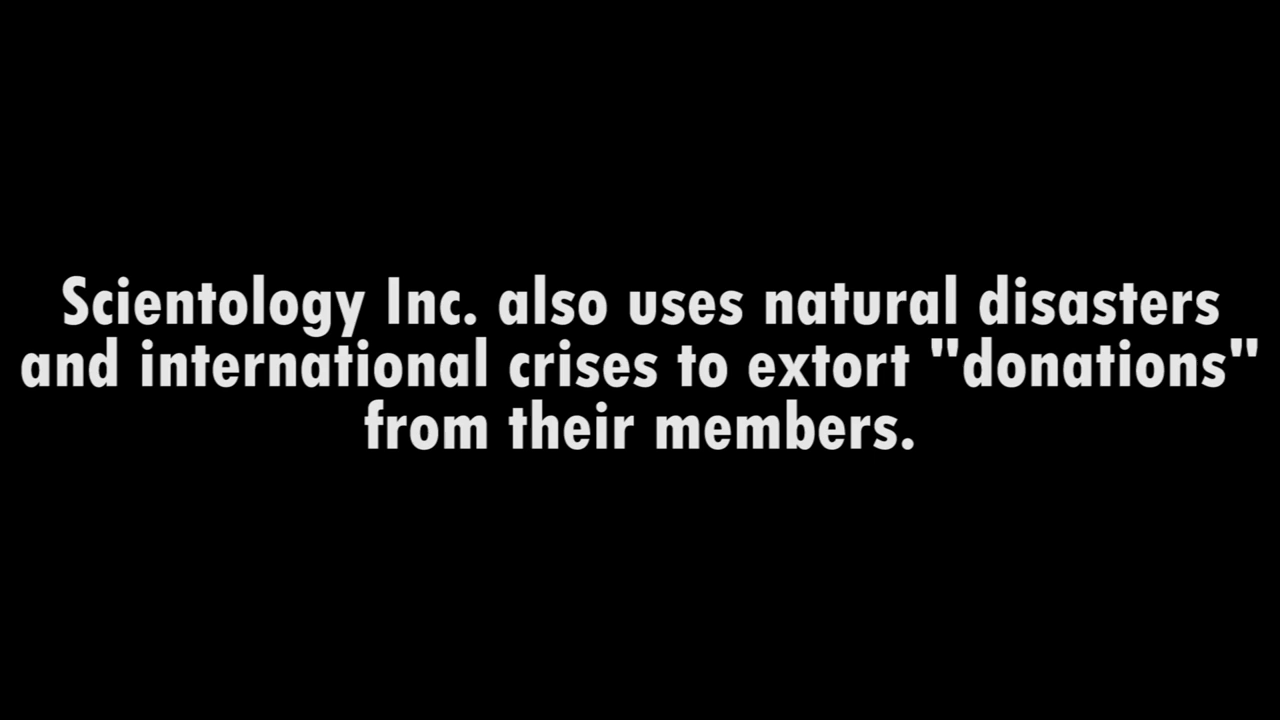 Scientology Inc. also uses natural disasters
and international crises to extort "donations"
from their members.